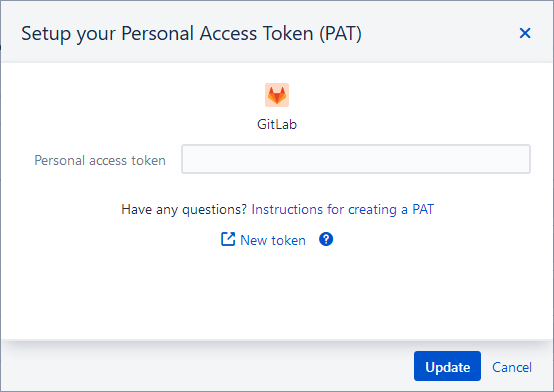 Setup your Personal Access Token (PAT)
GitLab
Personal access token
Have any questions? Instructions for creating a PAT
New token
Update Cancel